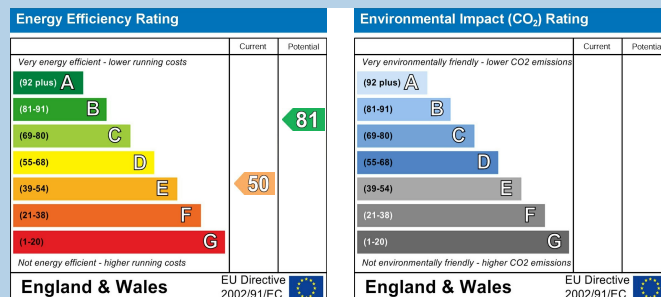 Energy Efficiency Rating
Current Potential
Very energy efficient - lower running costs
(92 plus) A
(81-91) B
81
(69-80) C
(55-68) D
(39-54) E
50
(21-38) F
(1-20) G
Not energy efficient - higher running costs
England & Wales
EU Directive
2002/91/EC
Environmental Impact (CO₂) Rating
Current Potential
Very environmentally friendly - lower CO2 emissions
(92 plus) A
(81-91) B
(69-80) C
(55-68) D
(39-54) E
(21-38) F
(1-20) G
Not environmentally friendly - higher CO2 emissions
England & Wales
EU Directive
2002/91/EC